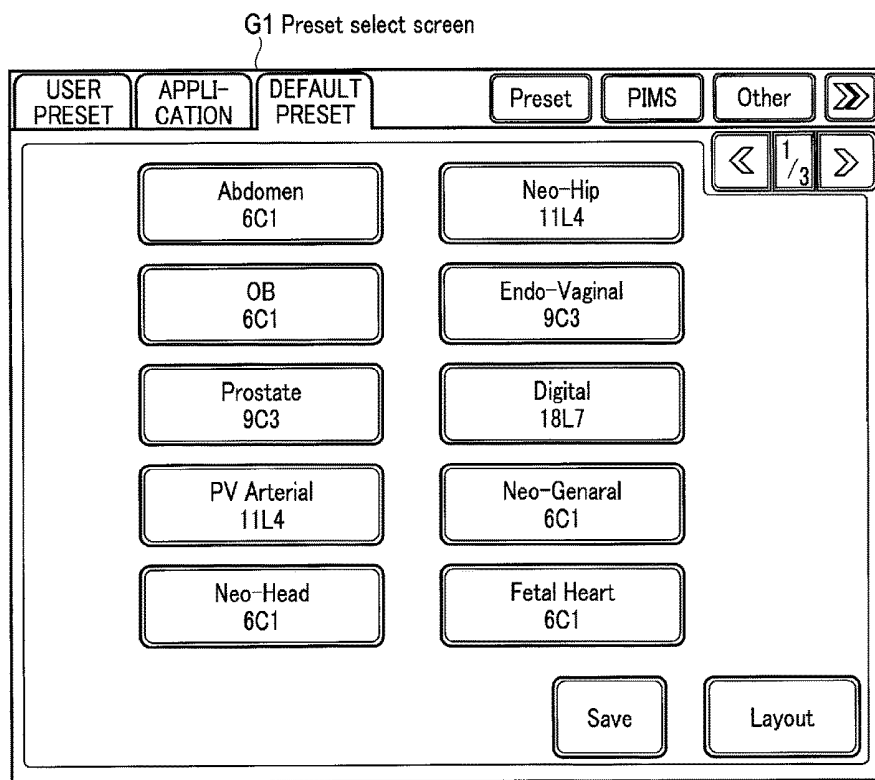 G1 Preset select screen
USER PRESET
APPLI-CATION
DEFAULT PRESET
Preset
PIMS
Other
1/3
Abdomen
6C1
Neo-Hip
11L4
OB
6C1
Endo-Vaginal
9C3
Prostate
9C3
Digital
18L7
PV Arterial
11L4
Neo-Genaral
6C1
Neo-Head
6C1
Fetal Heart
6C1
Save
Layout